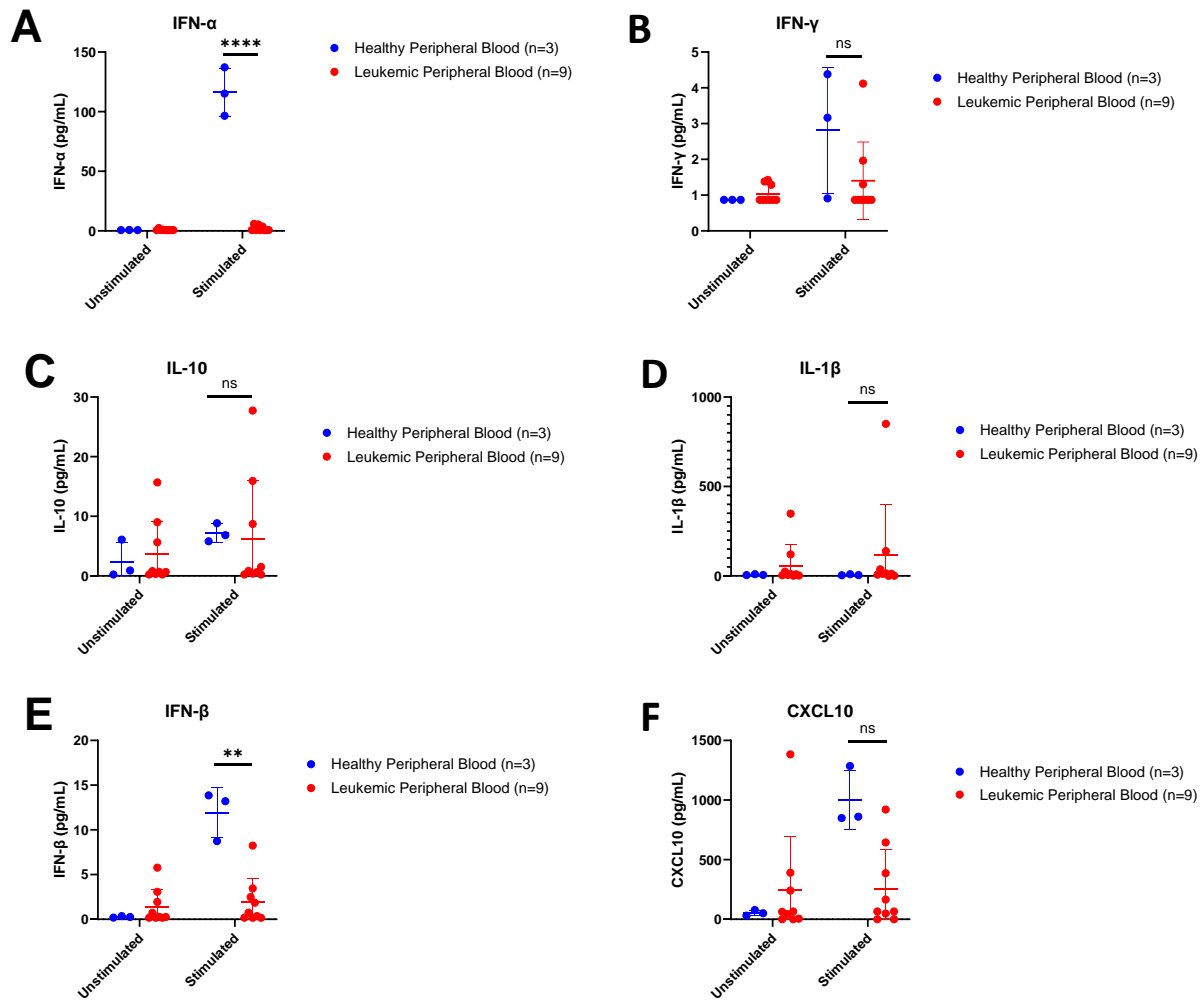 A
IFN-α
****
150
100
50
0
IFN-α (pg/mL)
Unstimulated
Stimulated
Healthy Peripheral Blood (n=3)
Leukemic Peripheral Blood (n=9)
B
IFN-γ
ns
5
4
3
2
1
0
IFN-γ (pg/mL)
Unstimulated
Stimulated
Healthy Peripheral Blood (n=3)
Leukemic Peripheral Blood (n=9)
C
IL-10
ns
30
20
10
0
IL-10 (pg/mL)
Unstimulated
Stimulated
Healthy Peripheral Blood (n=3)
Leukemic Peripheral Blood (n=9)
D
IL-1β
ns
1000
500
0
IL-1β (pg/mL)
Unstimulated
Stimulated
Healthy Peripheral Blood (n=3)
Leukemic Peripheral Blood (n=9)
E
IFN-β
**
20
15
10
5
0
IFN-β (pg/mL)
Unstimulated
Stimulated
Healthy Peripheral Blood (n=3)
Leukemic Peripheral Blood (n=9)
F
CXCL10
ns
1500
1000
500
0
CXCL10 (pg/mL)
Unstimulated
Stimulated
Healthy Peripheral Blood (n=3)
Leukemic Peripheral Blood (n=9)